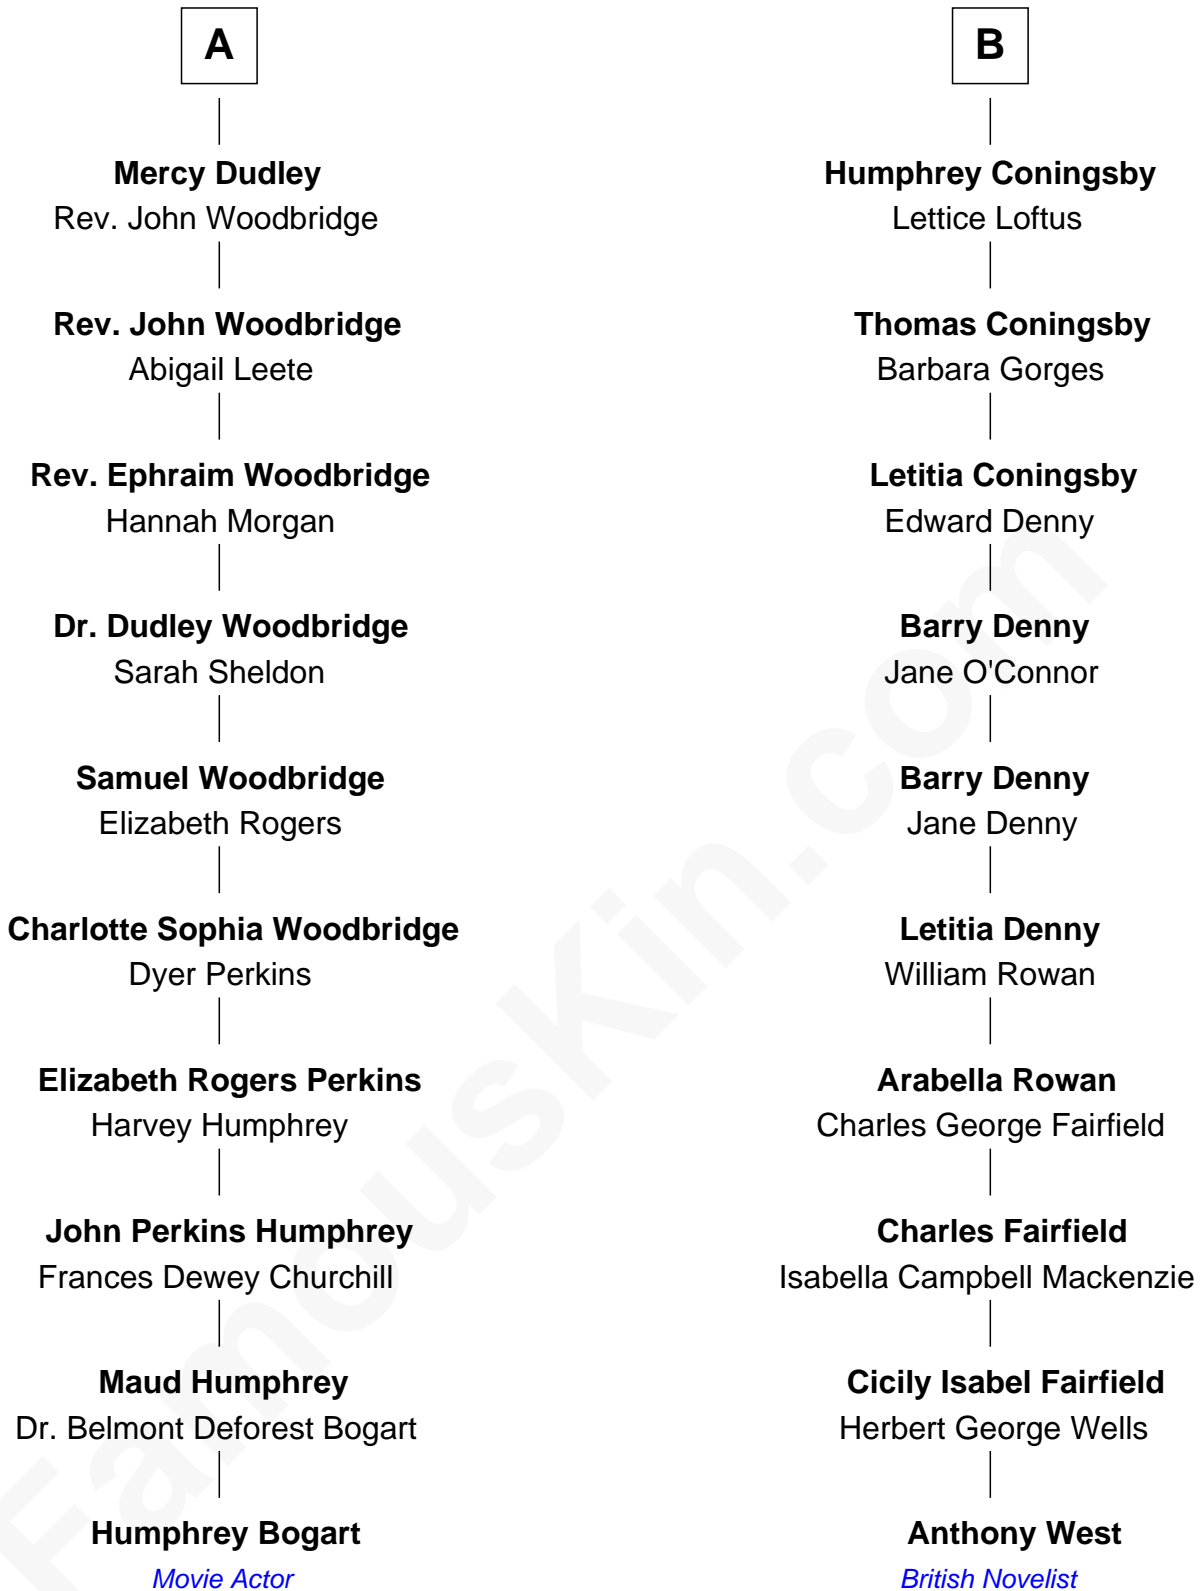 A
Mercy Dudley
Rev. John Woodbridge
Rev. John Woodbridge
Abigail Leete
Rev. Ephraim Woodbridge
Hannah Morgan
Dr. Dudley Woodbridge
Sarah Sheldon
Samuel Woodbridge
Elizabeth Rogers
Charlotte Sophia Woodbridge
Dyer Perkins
Elizabeth Rogers Perkins
Harvey Humphrey
John Perkins Humphrey
Frances Dewey Churchill
Maud Humphrey
Dr. Belmont Deforest Bogart
Humphrey Bogart
Movie Actor
B
Humphrey Coningsby
Lettice Loftus
Thomas Coningsby
Barbara Gorges
Letitia Coningsby
Edward Denny
Barry Denny
Jane O'Connor
Barry Denny
Jane Denny
Letitia Denny
William Rowan
Arabella Rowan
Charles George Fairfield
Charles Fairfield
Isabella Campbell Mackenzie
Cicily Isabel Fairfield
Herbert George Wells
Anthony West
British Novelist
FamousKin.com